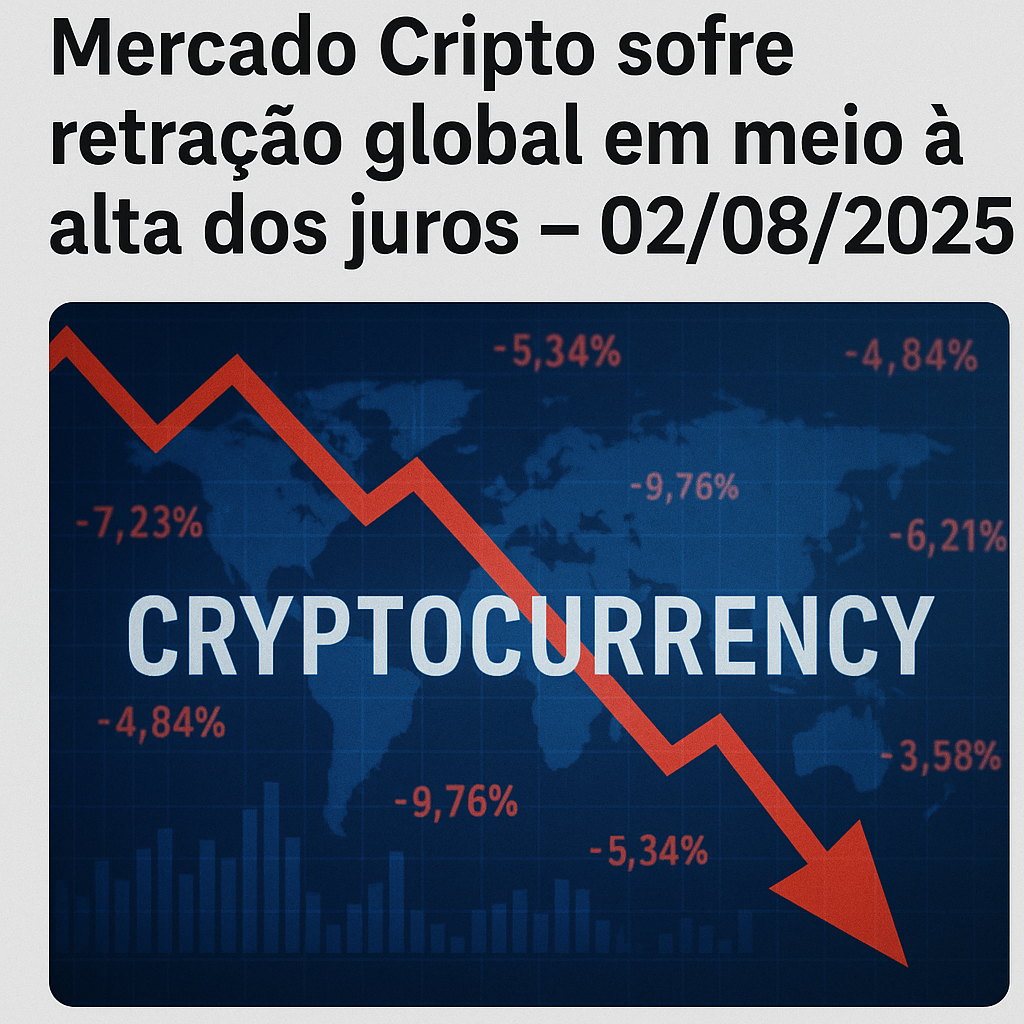 Mercado Cripto sofre
retração global em meio à
alta dos juros – 02/08/2025
-5,34%
-4,84%
-9,76%
-7,23%
-6,21%
CRYPTOCURRENCY
-4,84%
-3,58%
-9,76%
-5,34%